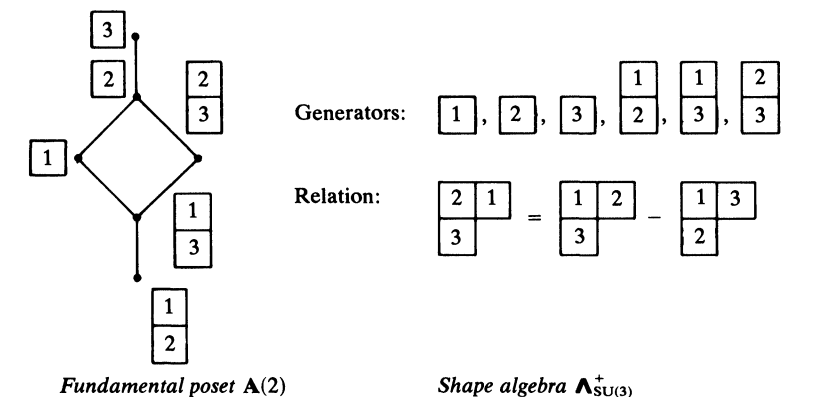 3
2
2
3
1
1
3
1
2
Fundamental poset A(2)
Generators: 1, 2, 3, 1 2, 1 3, 2 3
Relation: 2 1 3 = 1 2 3 − 1 3 2
Shape algebra Λ+SU(3)